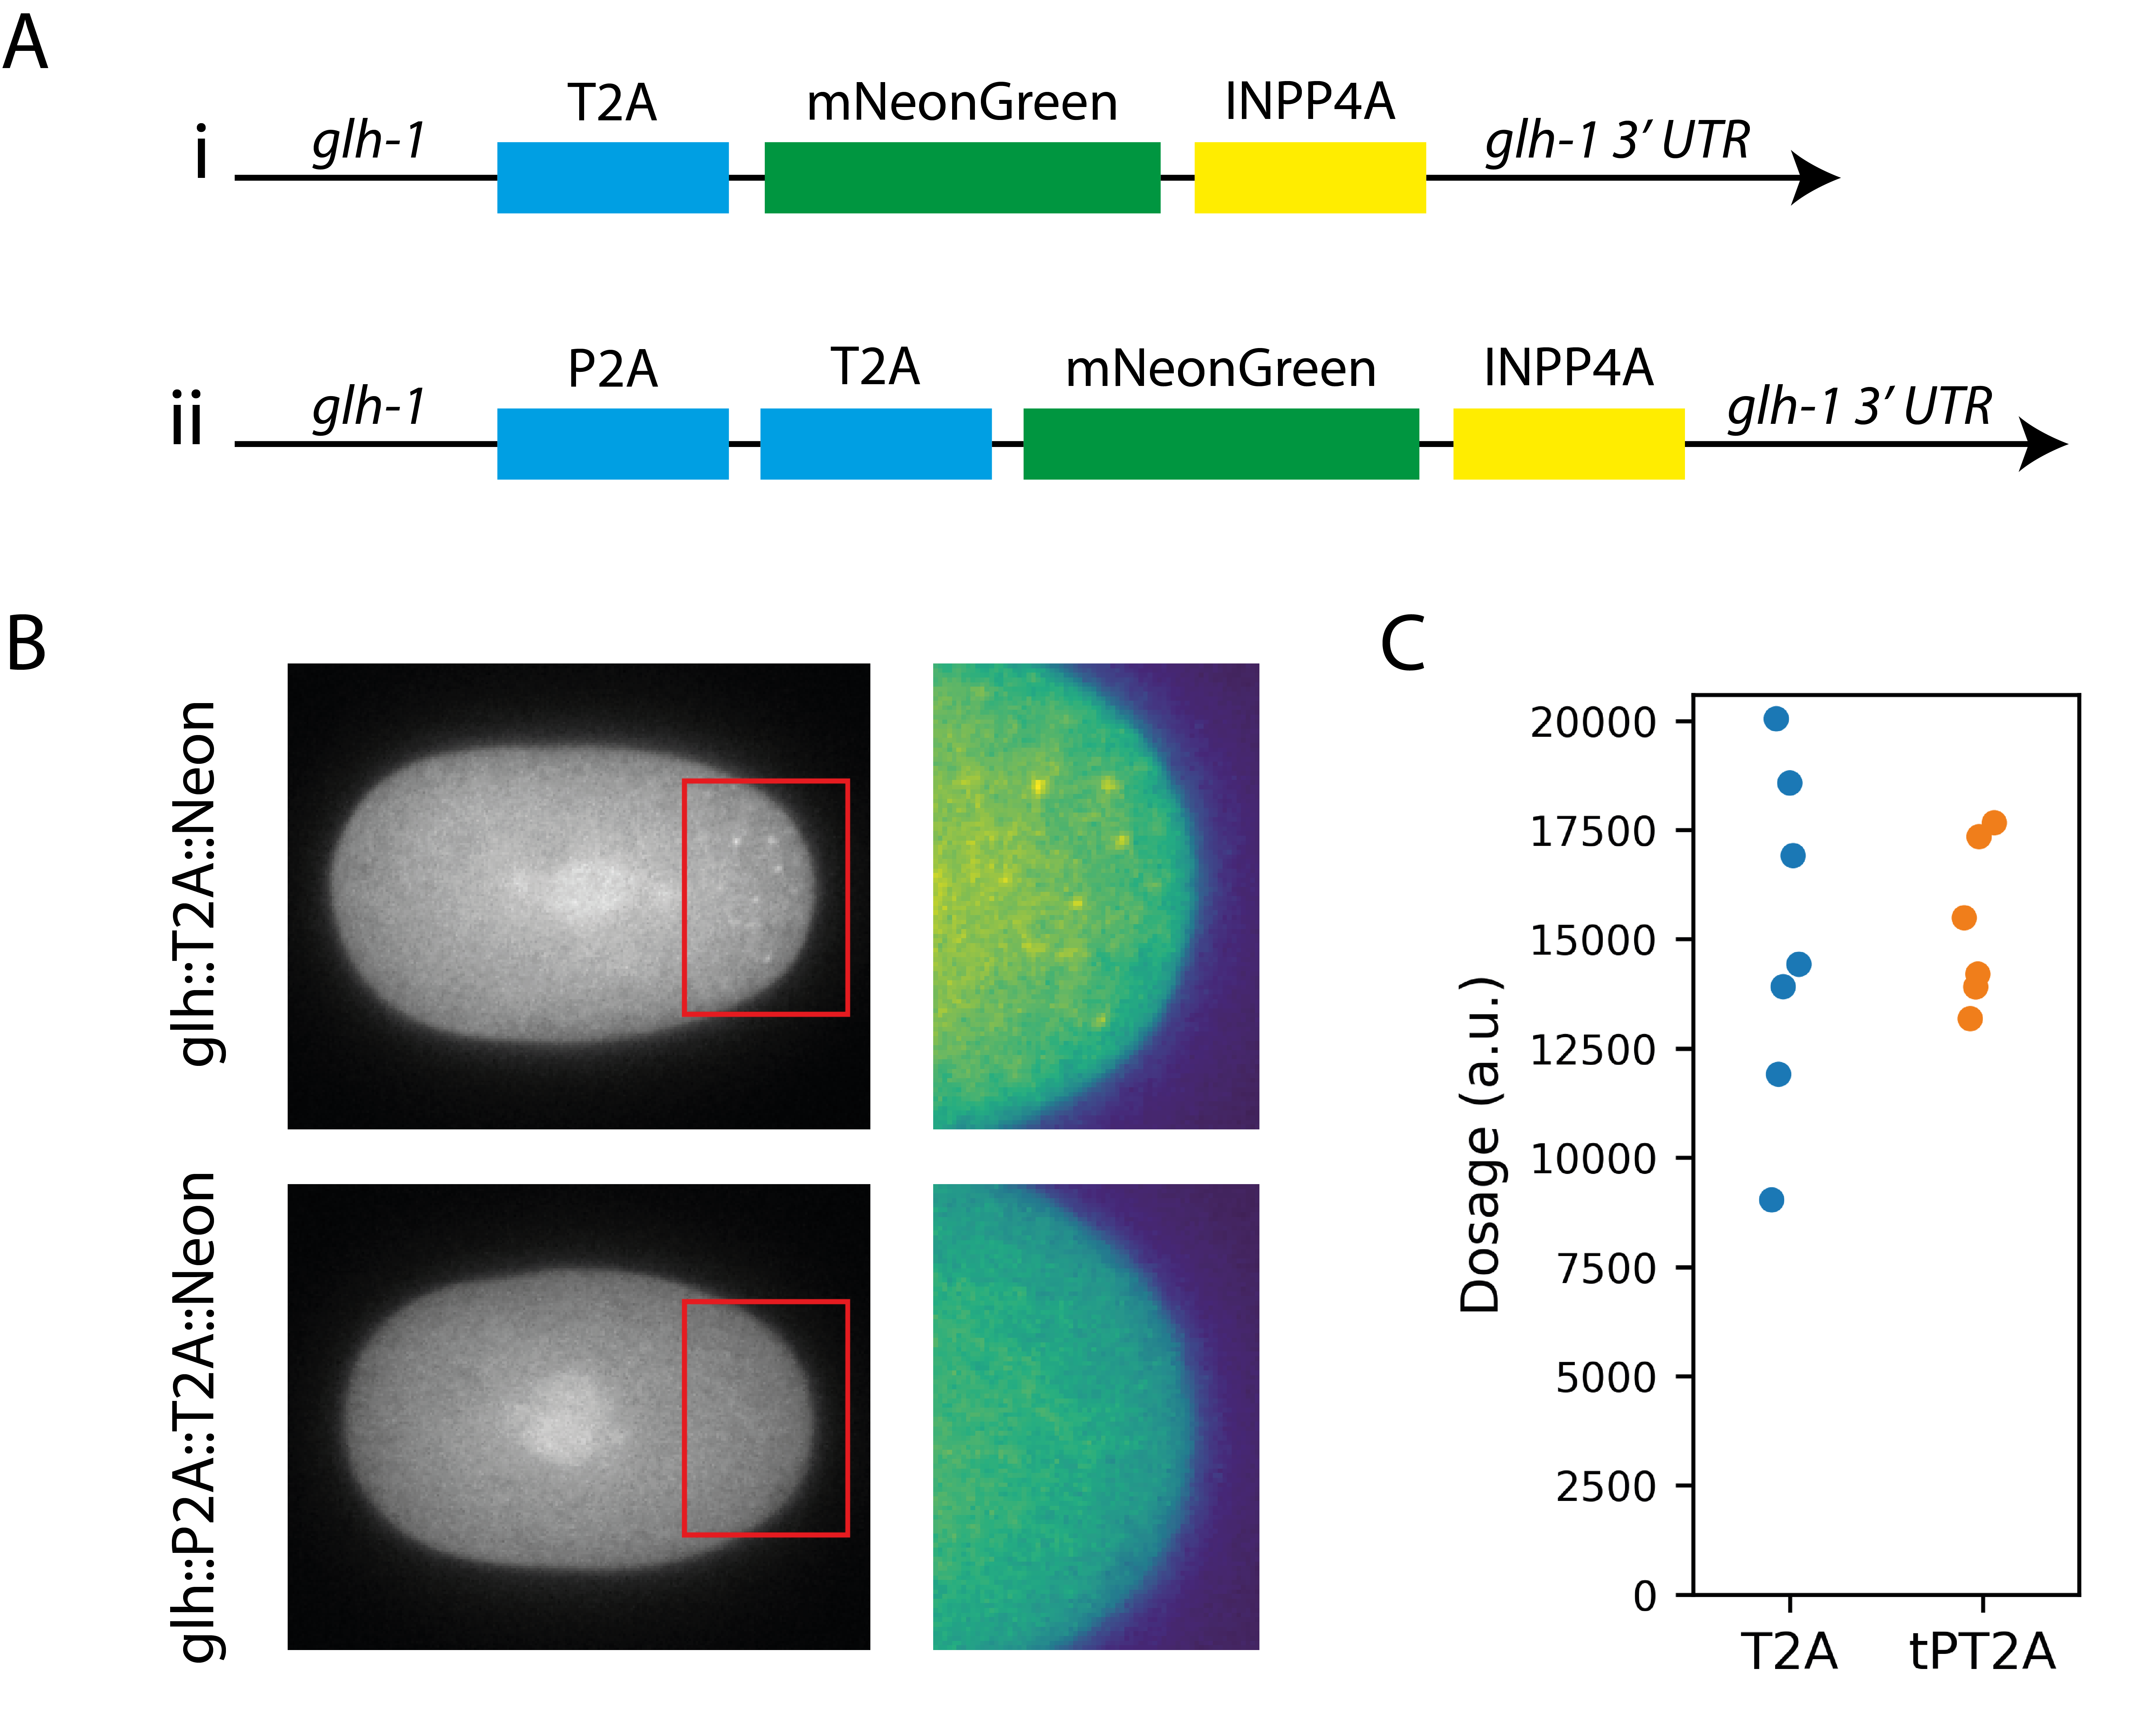 A
i
glh-1
T2A
mNeonGreen
INPP4A
glh-1 3′ UTR
ii
glh-1
P2A
T2A
mNeonGreen
INPP4A
glh-1 3′ UTR
B
glh::T2A::Neon
glh::P2A::T2A::Neon
C
Dosage (a.u.)
20000
17500
15000
12500
10000
7500
5000
2500
0
T2A
tPT2A